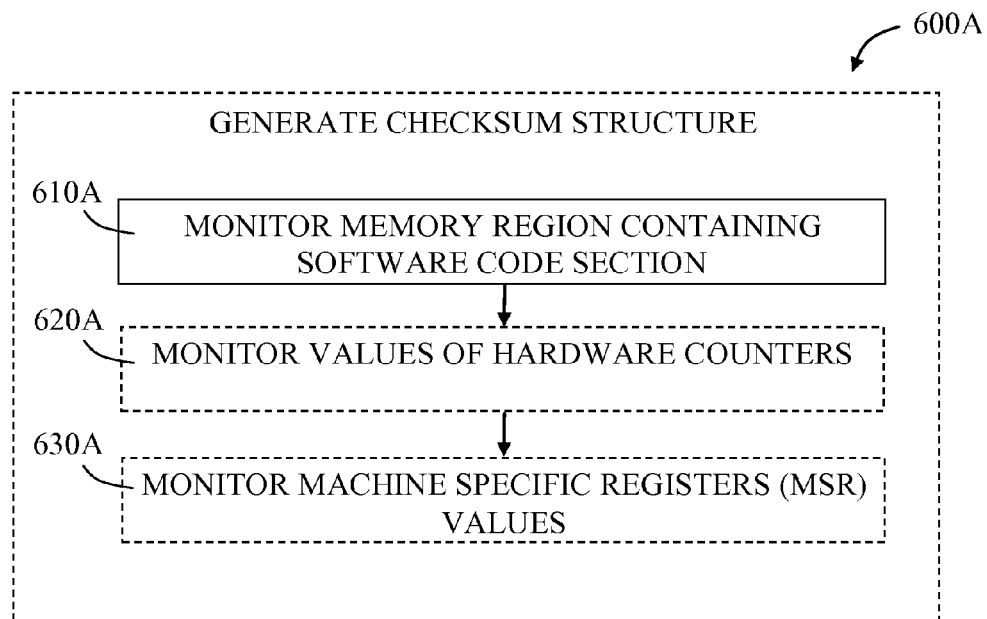 600A
GENERATE CHECKSUM STRUCTURE
610A
MONITOR MEMORY REGION CONTAINING
SOFTWARE CODE SECTION
620A
MONITOR VALUES OF HARDWARE COUNTERS
630A
MONITOR MACHINE SPECIFIC REGISTERS (MSR)
VALUES